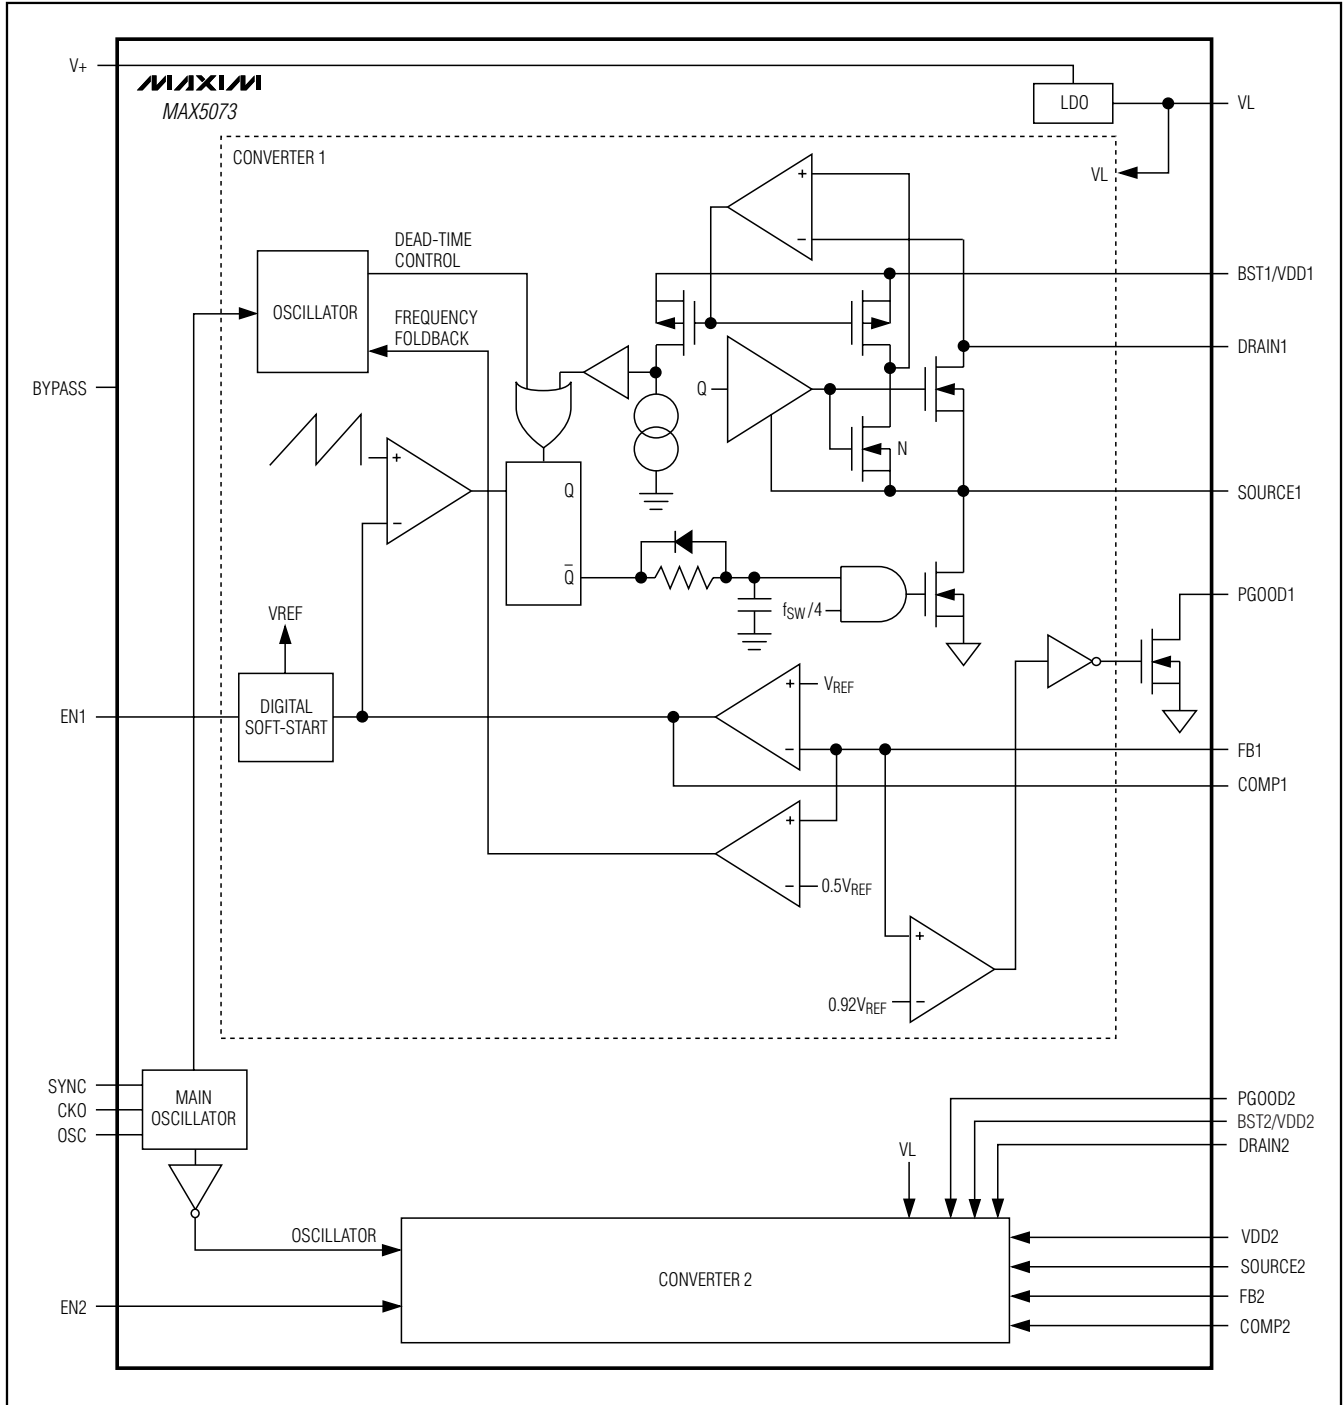 V+
MAXIM
MAX5073
LDO
VL
CONVERTER 1
VL
+
−
DEAD-TIME
CONTROL
OSCILLATOR
FREQUENCY
FOLDBACK
BST1/VDD1
DRAIN1
BYPASS
Q
N
+
−
Q
Q̅
SOURCE1
fSW/4
PGOOD1
VREF
DIGITAL
SOFT-START
EN1
+
VREF
−
FB1
COMP1
+
−
0.5VREF
+
−
0.92VREF
SYNC
CKO
OSC
MAIN
OSCILLATOR
PGOOD2
BST2/VDD2
DRAIN2
VL
OSCILLATOR
CONVERTER 2
VDD2
SOURCE2
EN2
FB2
COMP2